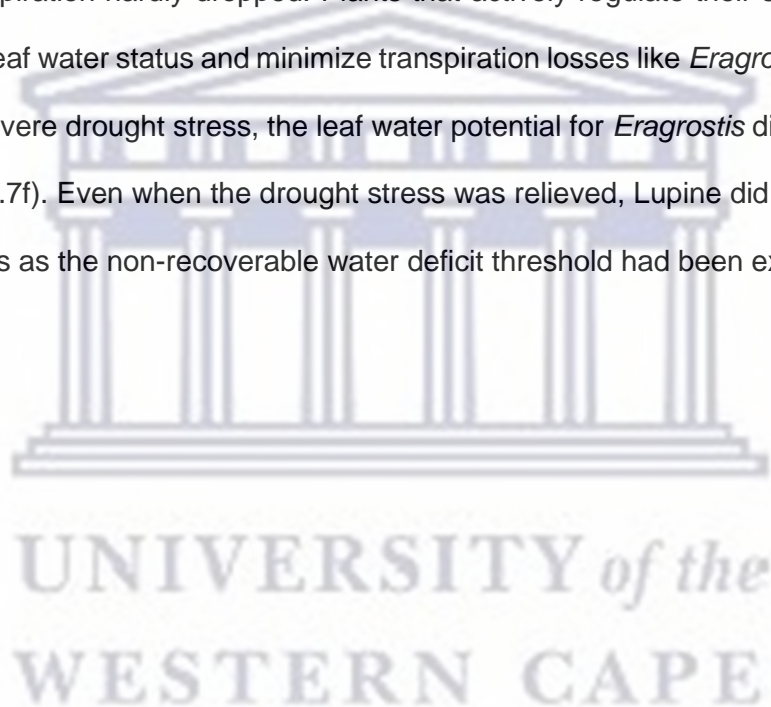 piration hardly dropped. Plants that actively regulate their
eaf water status and minimize transpiration losses like Eragro
vere drought stress, the leaf water potential for Eragrostis di
.7f). Even when the drought stress was relieved, Lupine did
s as the non-recoverable water deficit threshold had been ex
UNIVERSITY of the
WESTERN CAPE